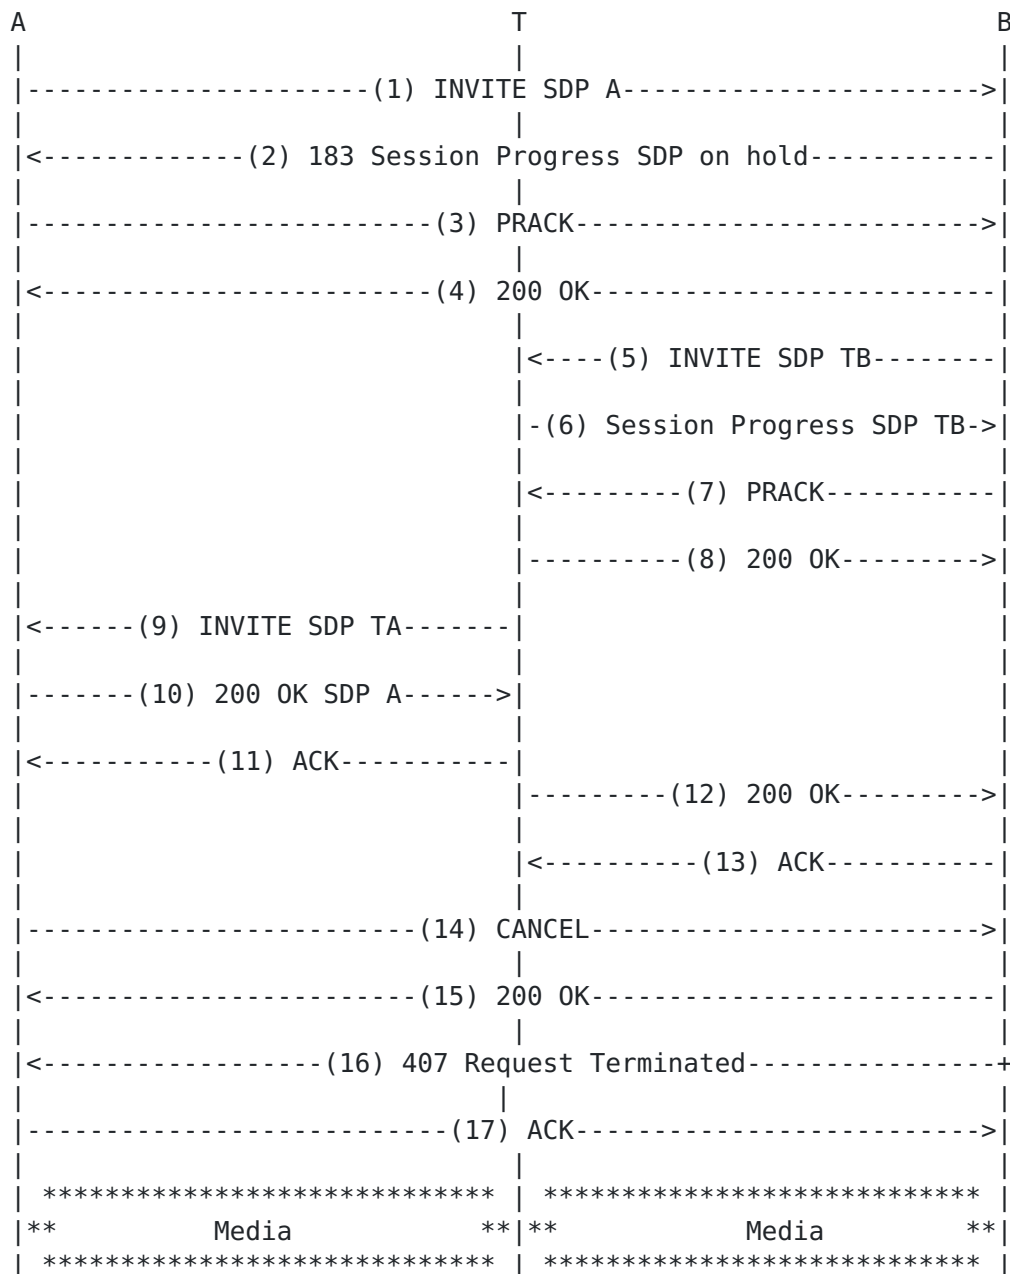 A T B
(1) INVITE SDP A
(2) 183 Session Progress SDP on hold
(3) PRACK
(4) 200 OK
(5) INVITE SDP TB
(6) Session Progress SDP TB
(7) PRACK
(8) 200 OK
(9) INVITE SDP TA
(10) 200 OK SDP A
(11) ACK
(12) 200 OK
(13) ACK
(14) CANCEL
(15) 200 OK
(16) 407 Request Terminated
(17) ACK
Media Media